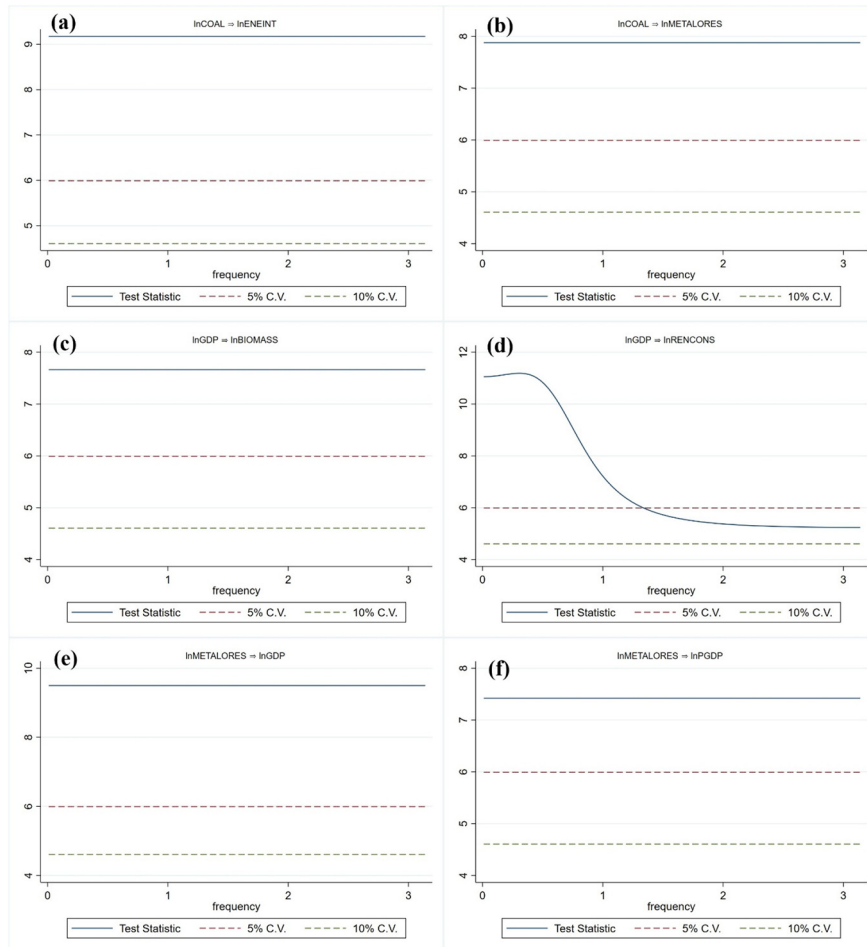 (a)
lnCOAL ⇒ lnENEINT
9
8
7
6
5
0 1 2 3
frequency
Test Statistic 5% C.V. 10% C.V.
(b)
lnCOAL ⇒ lnMETALORES
8
7
6
5
4
0 1 2 3
frequency
Test Statistic 5% C.V. 10% C.V.
(c)
lnGDP ⇒ lnBIOMASS
8
7
6
5
4
0 1 2 3
frequency
Test Statistic 5% C.V. 10% C.V.
(d)
lnGDP ⇒ lnRENCONS
12
10
8
6
4
0 1 2 3
frequency
Test Statistic 5% C.V. 10% C.V.
(e)
lnMETALORES ⇒ lnGDP
10
8
6
4
0 1 2 3
frequency
Test Statistic 5% C.V. 10% C.V.
(f)
lnMETALORES ⇒ lnPGDP
8
7
6
5
4
0 1 2 3
frequency
Test Statistic 5% C.V. 10% C.V.